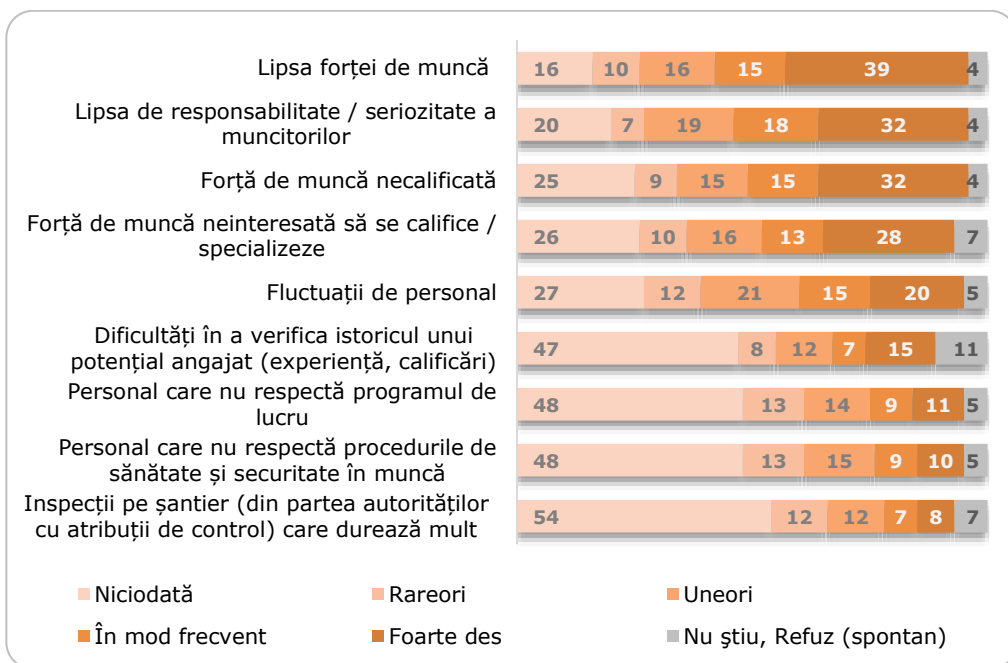 Lipsa forței de muncă 16 10 16 15 39 4
Lipsa de responsabilitate / seriozitate a
muncitorilor
20 7 19 18 32 4
Forță de muncă necalificată 25 9 15 15 32 4
Forță de muncă neinteresată să se califice /
specializeze
26 10 16 13 28 7
Fluctuații de personal 27 12 21 15 20 5
Dificultăți în a verifica istoricul unui
potențial angajat (experiență, calificări)
47 8 12 7 15 11
Personal care nu respectă programul de
lucru
48 13 14 9 11 5
Personal care nu respectă procedurile de
sănătate și securitate în muncă
48 13 15 9 10 5
Inspecții pe șantier (din partea autorităților
cu atribuții de control) care durează mult
54 12 12 7 8 7
Niciodată Rareori Uneori
În mod frecvent Foarte des Nu ştiu, Refuz (spontan)